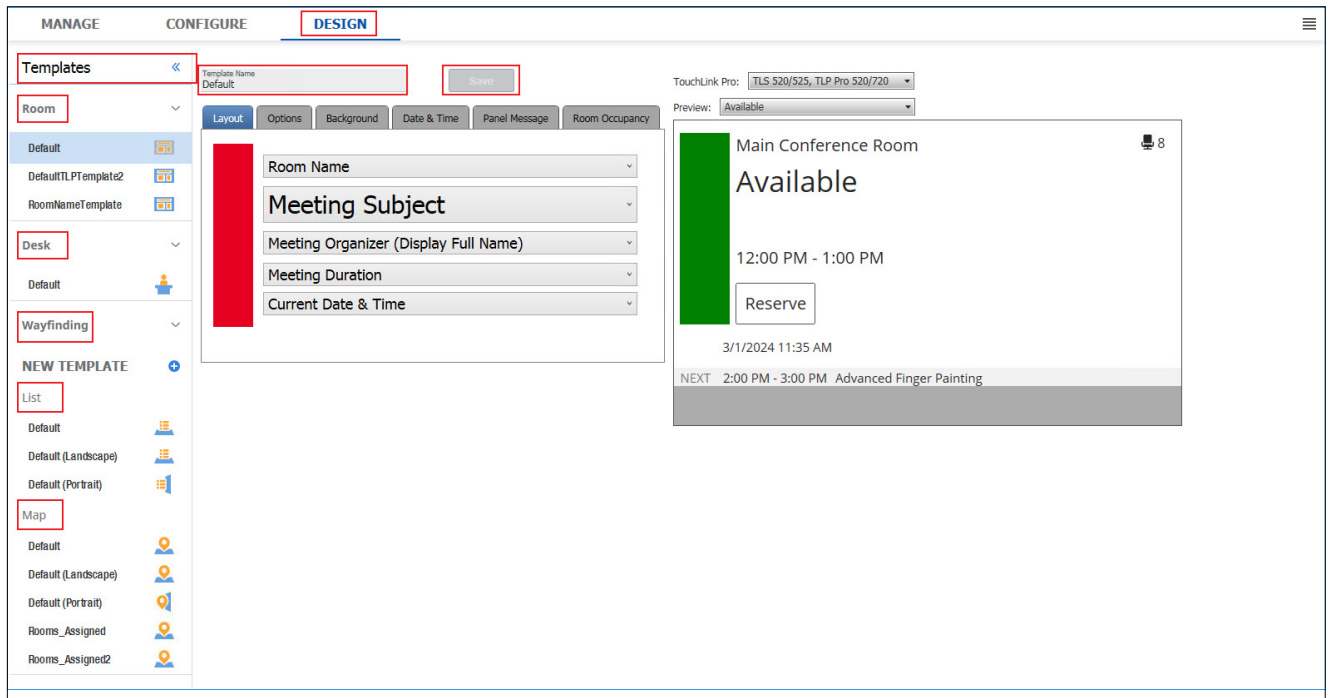 MANAGE CONFIGURE DESIGN
Templates
Room
Default
DefaultTLPTemplate2
RoomNameTemplate
Desk
Default
Wayfinding
NEW TEMPLATE
List
Default
Default (Landscape)
Default (Portrait)
Map
Default
Default (Landscape)
Default (Portrait)
Rooms_Assigned
Rooms_Assigned2
Template Name
Default
Save
Layout Options Background Date & Time Panel Message Room Occupancy
Room Name
Meeting Subject
Meeting Organizer (Display Full Name)
Meeting Duration
Current Date & Time
TouchLink Pro: TLS 520/525, TLP Pro 520/720
Preview: Available
Main Conference Room 8
Available
12:00 PM - 1:00 PM
Reserve
3/1/2024 11:35 AM
NEXT 2:00 PM - 3:00 PM Advanced Finger Painting